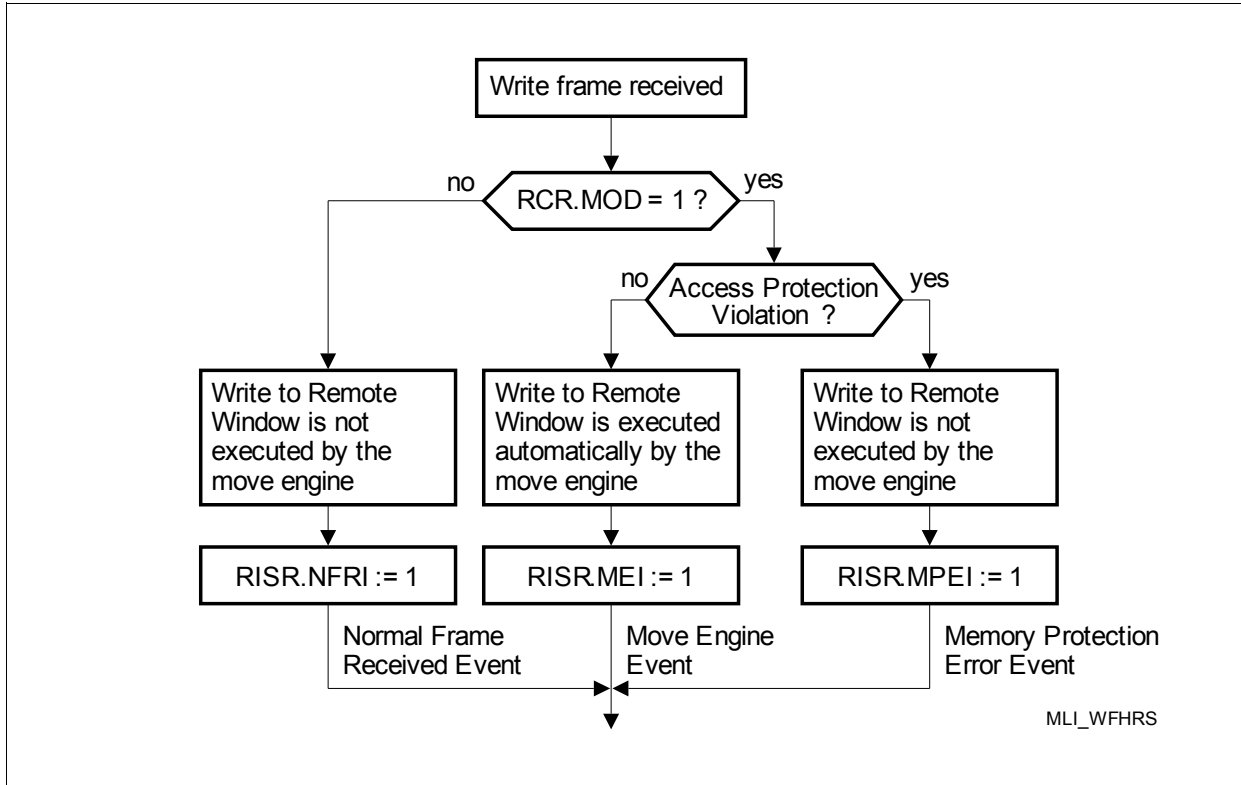 Write frame received
no
yes
RCR.MOD = 1 ?
no
yes
Access Protection
Violation ?
Write to Remote
Window is not
executed by the
move engine
Write to Remote
Window is executed
automatically by the
move engine
Write to Remote
Window is not
executed by the
move engine
RISR.NFRI := 1
RISR.MEI := 1
RISR.MPEI := 1
Normal Frame
Received Event
Move Engine
Event
Memory Protection
Error Event
MLI_WFHRS